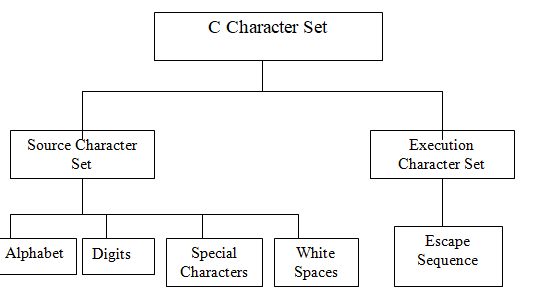 C Character Set
Source Character
Set
Execution
Character Set
Alphabet
Digits
Special
Characters
White
Spaces
Escape
Sequence